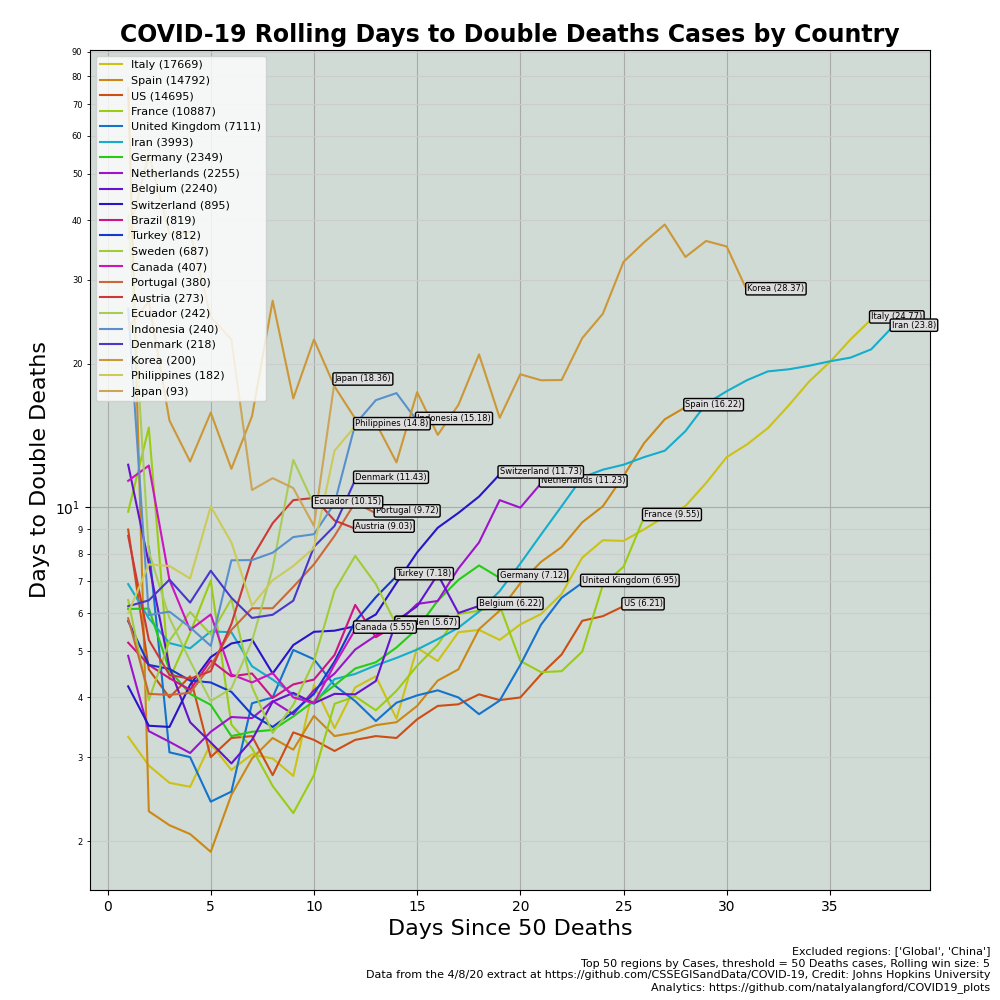 COVID-19 Rolling Days to Double Deaths Cases by Country
Days to Double Deaths
90
80
70
60
50
40
30
20
10¹
9
8
7
6
5
4
3
2
Italy (17669)
Spain (14792)
US (14695)
France (10887)
United Kingdom (7111)
Iran (3993)
Germany (2349)
Netherlands (2255)
Belgium (2240)
Switzerland (895)
Brazil (819)
Turkey (812)
Sweden (687)
Canada (407)
Portugal (380)
Austria (273)
Ecuador (242)
Indonesia (240)
Denmark (218)
Korea (200)
Philippines (182)
Japan (93)
Korea (28.37)
Italy (24.77)
Iran (23.8)
Japan (18.36)
Spain (16.22)
Indonesia (15.18)
Philippines (14.8)
Switzerland (11.73)
Denmark (11.43)
Netherlands (11.23)
Ecuador (10.15)
Portugal (9.72)
France (9.55)
Austria (9.03)
Turkey (7.18)
Germany (7.12)
United Kingdom (6.95)
Belgium (6.22)
US (6.21)
(5.67)
Canada (5.55)
0 5 10 15 20 25 30 35
Days Since 50 Deaths
Excluded regions: ['Global', 'China']
Top 50 regions by Cases, threshold = 50 Deaths cases, Rolling win size: 5
Data from the 4/8/20 extract at https://github.com/CSSEGISandData/COVID-19, Credit: Johns Hopkins University
Analytics: https://github.com/natalyalangford/COVID19_plots